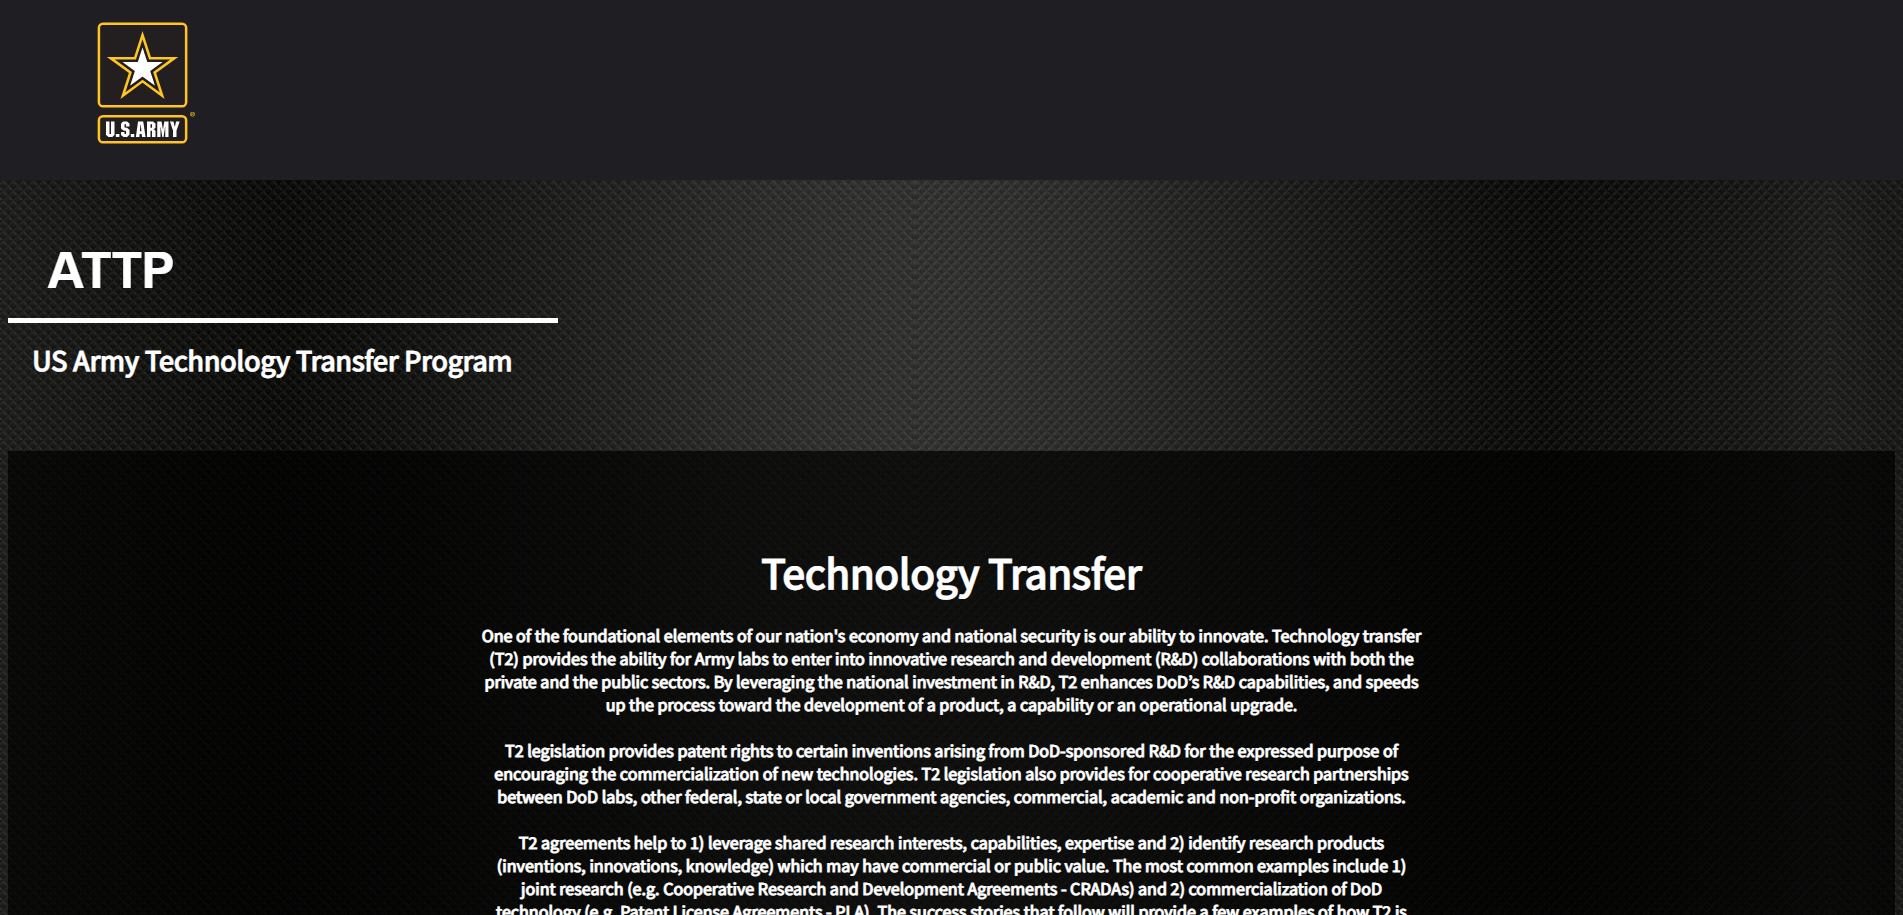 U.S.ARMY
ATTP
US Army Technology Transfer Program
Technology Transfer
One of the foundational elements of our nation's economy and national security is our ability to innovate. Technology transfer
(T2) provides the ability for Army labs to enter into innovative research and development (R&D) collaborations with both the
private and the public sectors. By leveraging the national investment in R&D, T2 enhances DoD’s R&D capabilities, and speeds
up the process toward the development of a product, a capability or an operational upgrade.
T2 legislation provides patent rights to certain inventions arising from DoD-sponsored R&D for the expressed purpose of
encouraging the commercialization of new technologies. T2 legislation also provides for cooperative research partnerships
between DoD labs, other federal, state or local government agencies, commercial, academic and non-profit organizations.
T2 agreements help to 1) leverage shared research interests, capabilities, expertise and 2) identify research products
(inventions, innovations, knowledge) which may have commercial or public value. The most common examples include 1)
joint research (e.g. Cooperative Research and Development Agreements - CRADAs) and 2) commercialization of DoD
technology (e.g. Patent License Agreements - PLA). The success stories that follow will provide a few examples of how T2 is